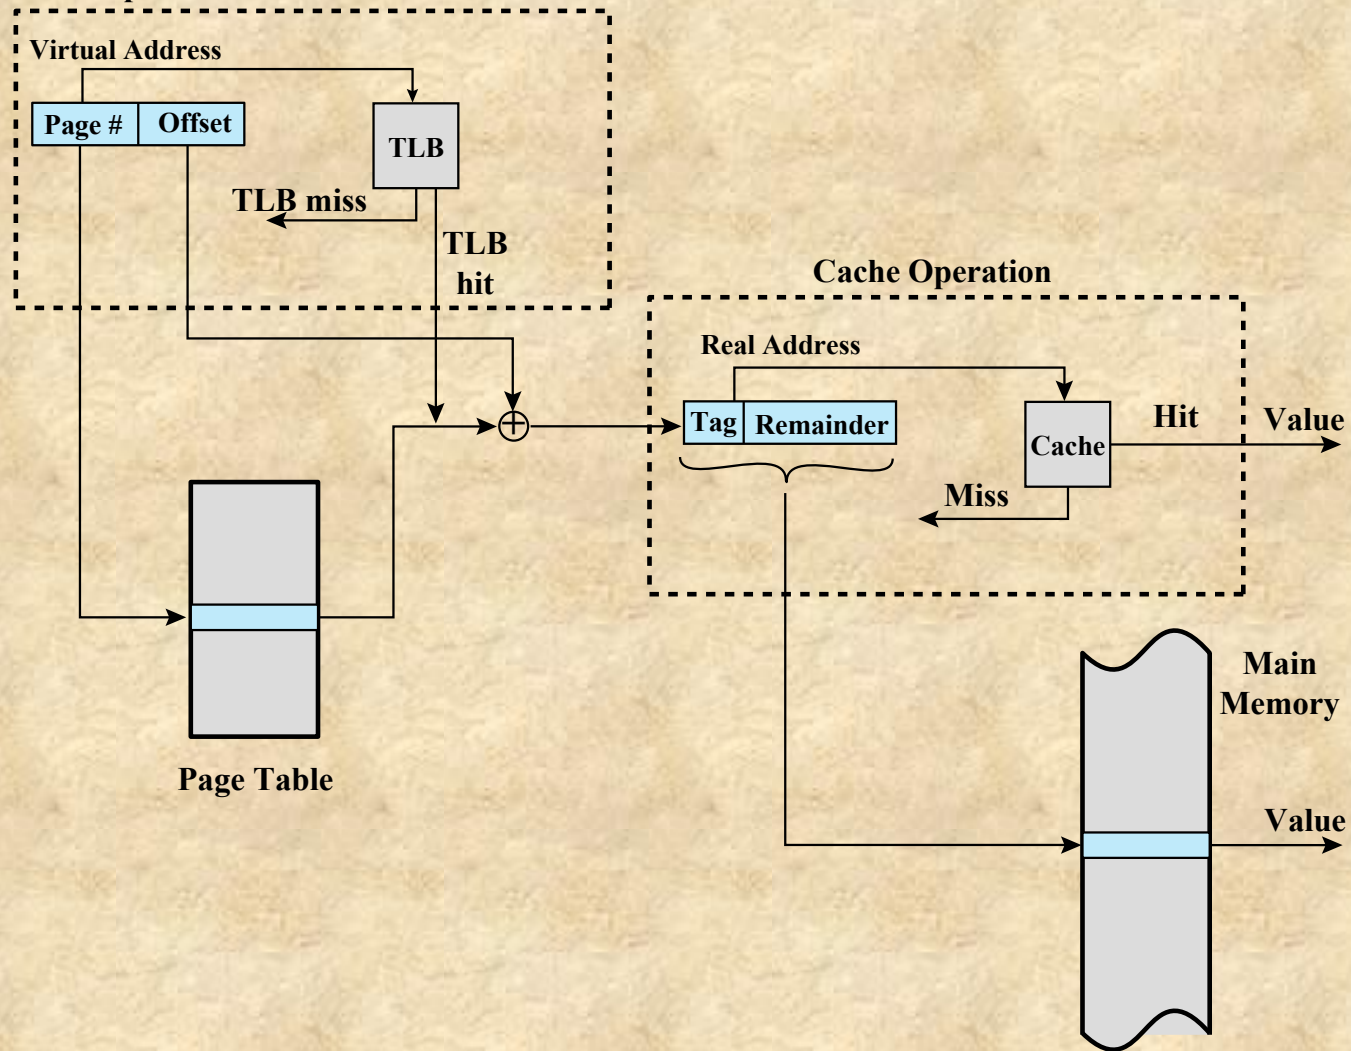 Virtual Address
Page #
Offset
TLB
TLB miss
TLB
hit
Cache Operation
Real Address
Tag
Remainder
Cache
Hit
Value
Miss
Page Table
Main
Memory
Value